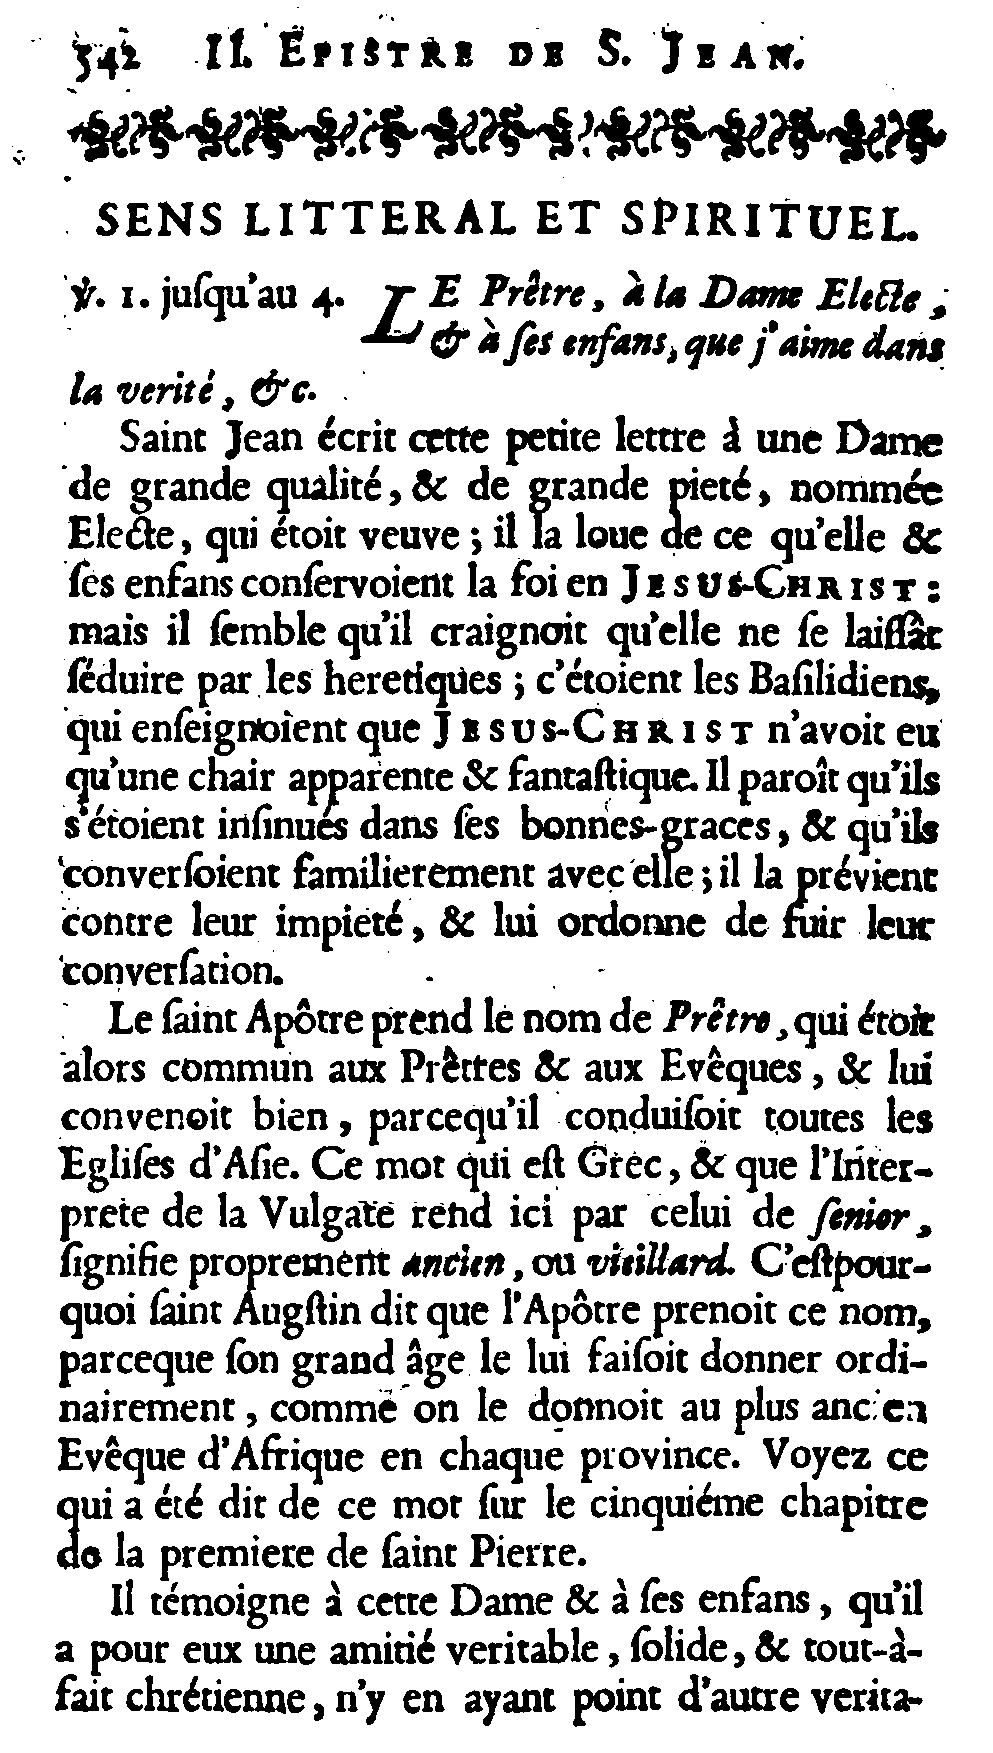 542 II. EPISTRE DE S. JEAN.
SENS LITTERAL ET SPIRITUEL.
℣. 1. juſqu'au 4. LE Prêtre, à la Dame Electe,
& à ſes enfans, que j'aime dans
la verité, &c.
Saint Jean écrit cette petite lettre à une Dame
de grande qualité, & de grande pieté, nommée
Electe, qui étoit veuve; il la loue de ce qu'elle &
ſes enfans conſervoient la foi en JESUS-CHRIST:
mais il ſemble qu'il craignoit qu'elle ne ſe laiſſât
ſéduire par les heretiques; c'étoient les Baſilidiens,
qui enſeignoient que JESUS-CHRIST n'avoit eu
qu'une chair apparente & fantaſtique. Il paroît qu'ils
s'étoient inſinués dans ſes bonnes-graces, & qu'ils
converſoient familierement avec elle; il la prévient
contre leur impieté, & lui ordonne de fuir leur
converſation.
Le ſaint Apôtre prend le nom de Prêtre, qui étoit
alors commun aux Prêtres & aux Evêques, & lui
convenoit bien, parcequ'il conduiſoit toutes les
Egliſes d'Aſie. Ce mot qui eſt Grec, & que l'Inter-
prete de la Vulgate rend ici par celui de ſenior,
ſignifie proprement ancien, ou vieillard. C'eſtpour-
quoi ſaint Augſtin dit que l'Apôtre prenoit ce nom,
parceque ſon grand âge le lui faiſoit donner ordi-
nairement, comme on le donnoit au plus ancien
Evêque d'Afrique en chaque province. Voyez ce
qui a été dit de ce mot ſur le cinquiéme chapitre
de la premiere de ſaint Pierre.
Il témoigne à cette Dame & à ſes enfans, qu'il
a pour eux une amitié veritable, ſolide, & tout-à-
fait chrétienne, n'y en ayant point d'autre verita-